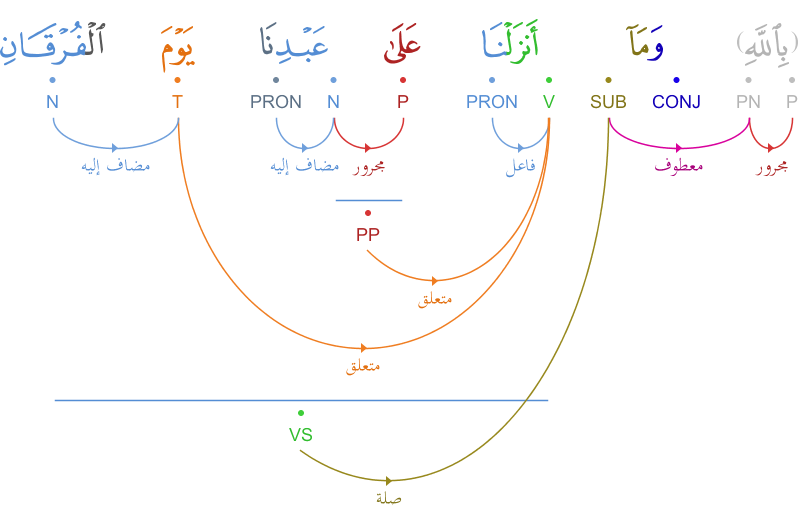 (بِٱللَّهِ) وَمَآ أَنزَلْنَا عَلَىٰ عَبْدِنَا يَوْمَ ٱلْفُرْقَانِ
P PN CONJ SUB V PRON P N PRON T N
مجرور معطوف فاعل مجرور مضاف إليه مضاف إليه
PP
متعلق
متعلق
VS
صلة